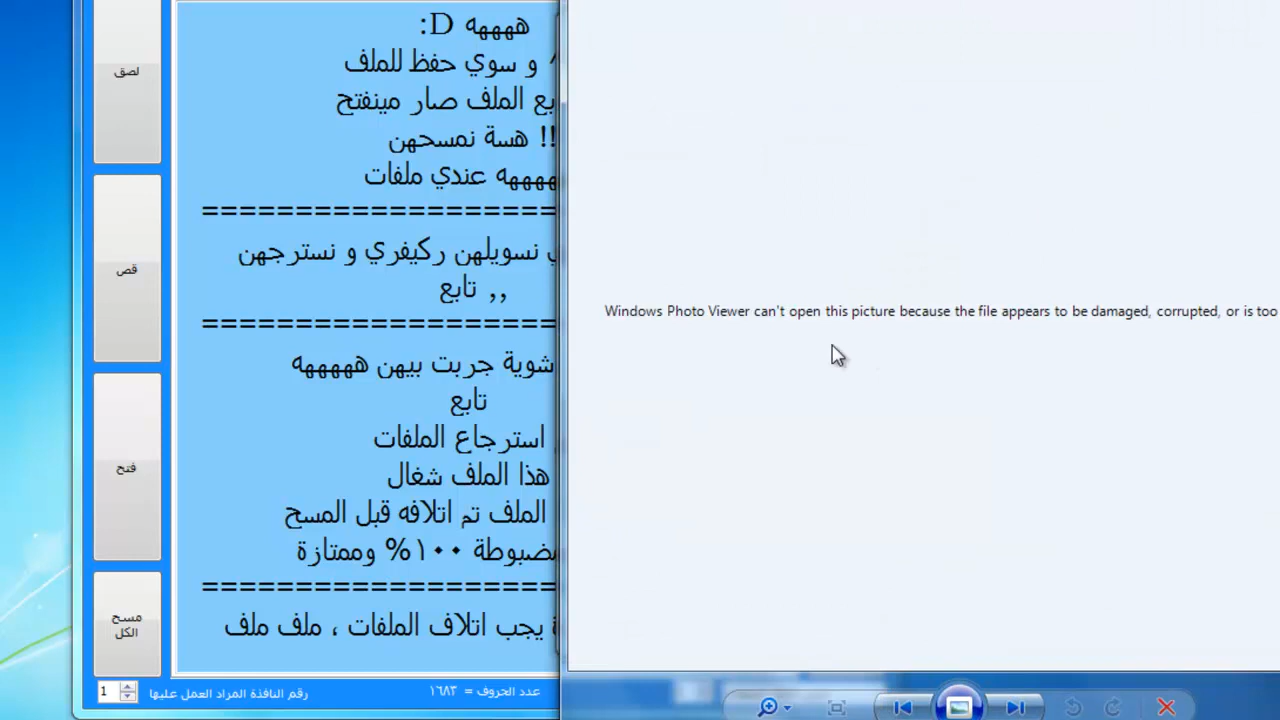 لصق
قص
فتح
مسح
الكل
ههههه D:
^ و سوي حفظ للملف
بع الملف صار مينفتح
!! هسة نمسحهن
ههههه عندي ملفات
===================
نسويلهن ركيفري و نسترجهن
,, تابع
===================
شوية جربت بيهن هههههه
تابع
استرجاع الملفات
هذا الملف شغال
الملف تم اتلافه قبل المسح
مضبوطة ١٠٠% وممتازة
===================
يجب اتلاف الملفات ، ملف ملف
رقم النافذة المراد العمل عليها
1
عدد الحروف = ١٦٨٣
Windows Photo Viewer can't open this picture because the file appears to be damaged, corrupted, or is too